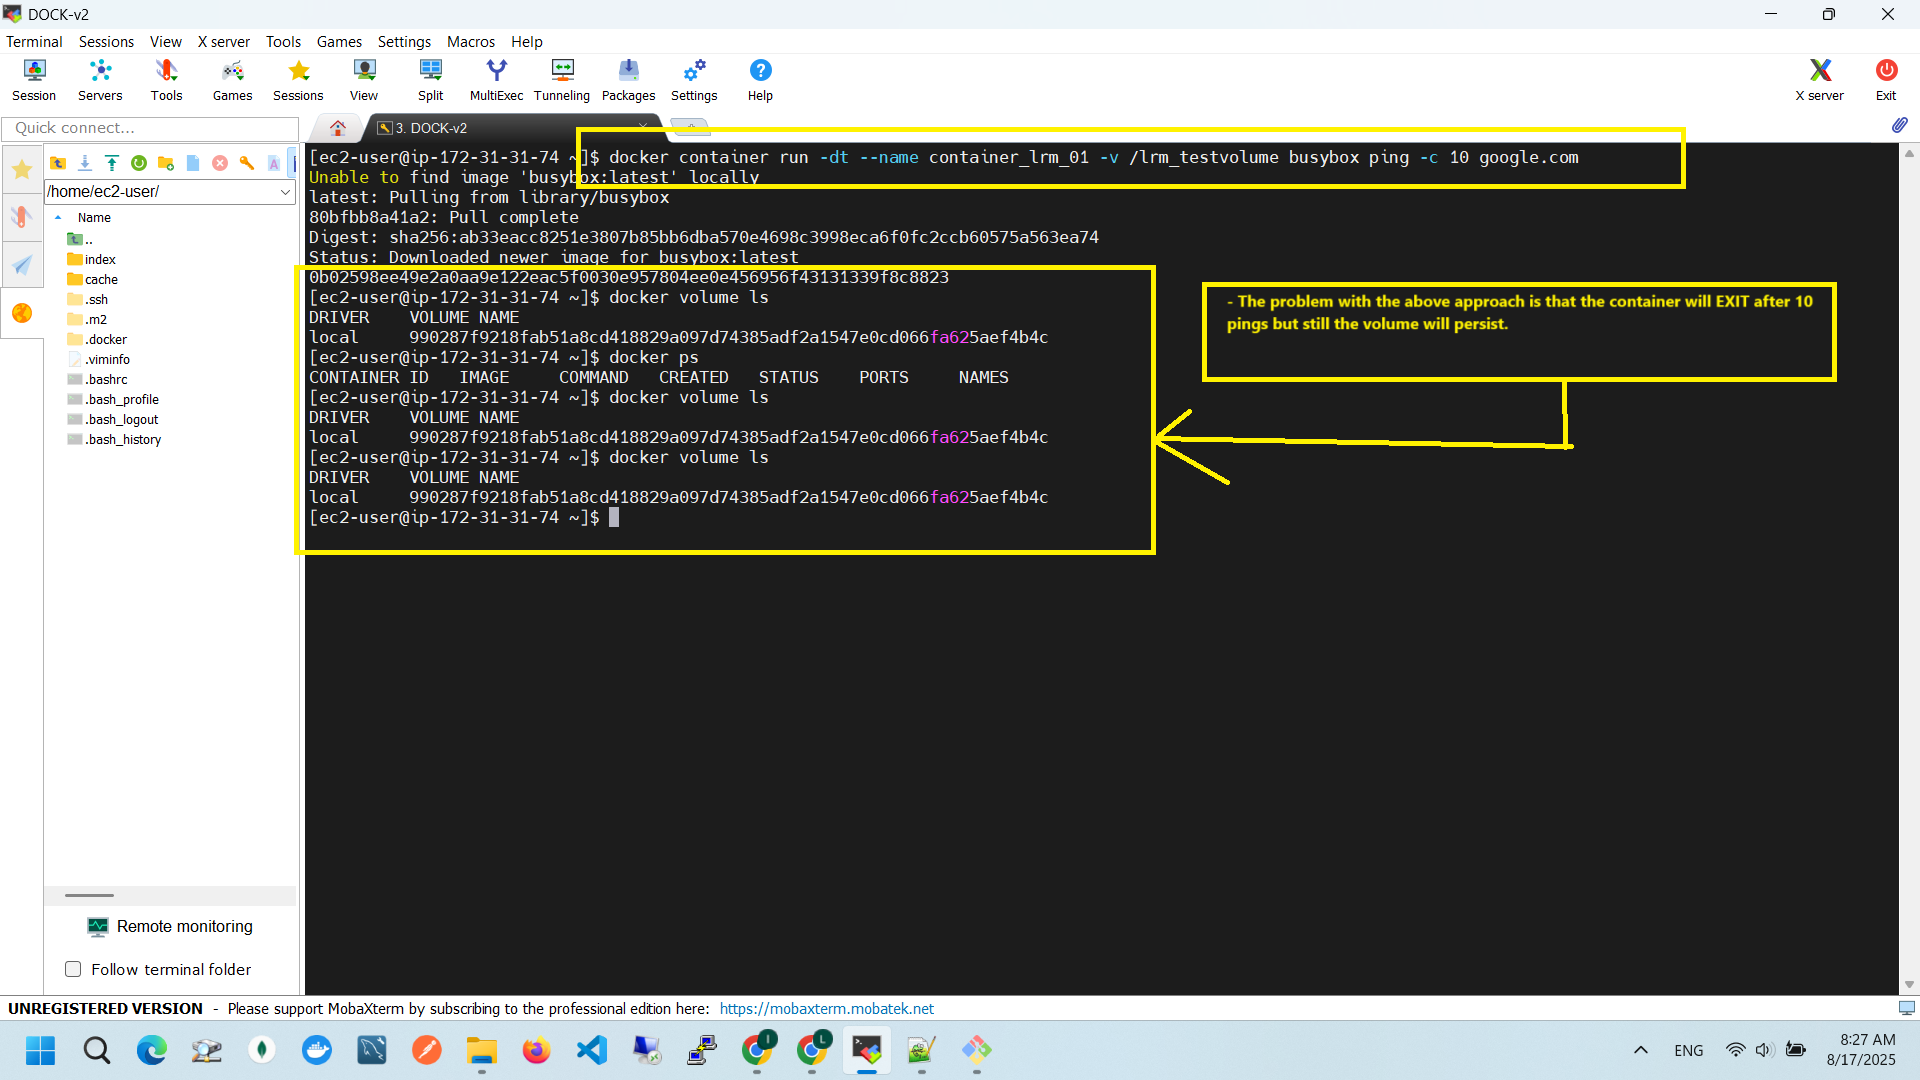 DOCK-v2
Terminal Sessions View X server Tools Games Settings Macros Help
Session Servers Tools Games Sessions View Split MultiExec Tunneling Packages Settings Help X server Exit
Quick connect...
3. DOCK-v2
/home/ec2-user/
Name
..
index
cache
.ssh
.m2
.docker
.viminfo
.bashrc
.bash_profile
.bash_logout
.bash_history
Remote monitoring
Follow terminal folder
[ec2-user@ip-172-31-31-74 ~]$ docker container run -dt --name container_lrm_01 -v /lrm_testvolume busybox ping -c 10 google.com
Unable to find image 'busybox:latest' locally
latest: Pulling from library/busybox
80bfbb8a41a2: Pull complete
Digest: sha256:ab33eacc8251e3807b85bb6dba570e4698c3998eca6f0fc2ccb60575a563ea74
Status: Downloaded newer image for busybox:latest
0b02598ee49e2a0aa9e122eac5f0030e957804ee0e456956f43131339f8c8823
[ec2-user@ip-172-31-31-74 ~]$ docker volume ls
DRIVER VOLUME NAME
local 990287f9218fab51a8cd418829a097d74385adf2a1547e0cd066fa625aef4b4c
[ec2-user@ip-172-31-31-74 ~]$ docker ps
CONTAINER ID IMAGE COMMAND CREATED STATUS PORTS NAMES
[ec2-user@ip-172-31-31-74 ~]$ docker volume ls
DRIVER VOLUME NAME
local 990287f9218fab51a8cd418829a097d74385adf2a1547e0cd066fa625aef4b4c
[ec2-user@ip-172-31-31-74 ~]$ docker volume ls
DRIVER VOLUME NAME
local 990287f9218fab51a8cd418829a097d74385adf2a1547e0cd066fa625aef4b4c
[ec2-user@ip-172-31-31-74 ~]$
- The problem with the above approach is that the container will EXIT after 10
pings but still the volume will persist.
UNREGISTERED VERSION - Please support MobaXterm by subscribing to the professional edition here: https://mobaxterm.mobatek.net
ENG
8:27 AM
8/17/2025